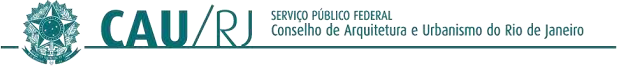 CAU/RJ
SERVIÇO PÚBLICO FEDERAL
Conselho de Arquitetura e Urbanismo do Rio de Janeiro